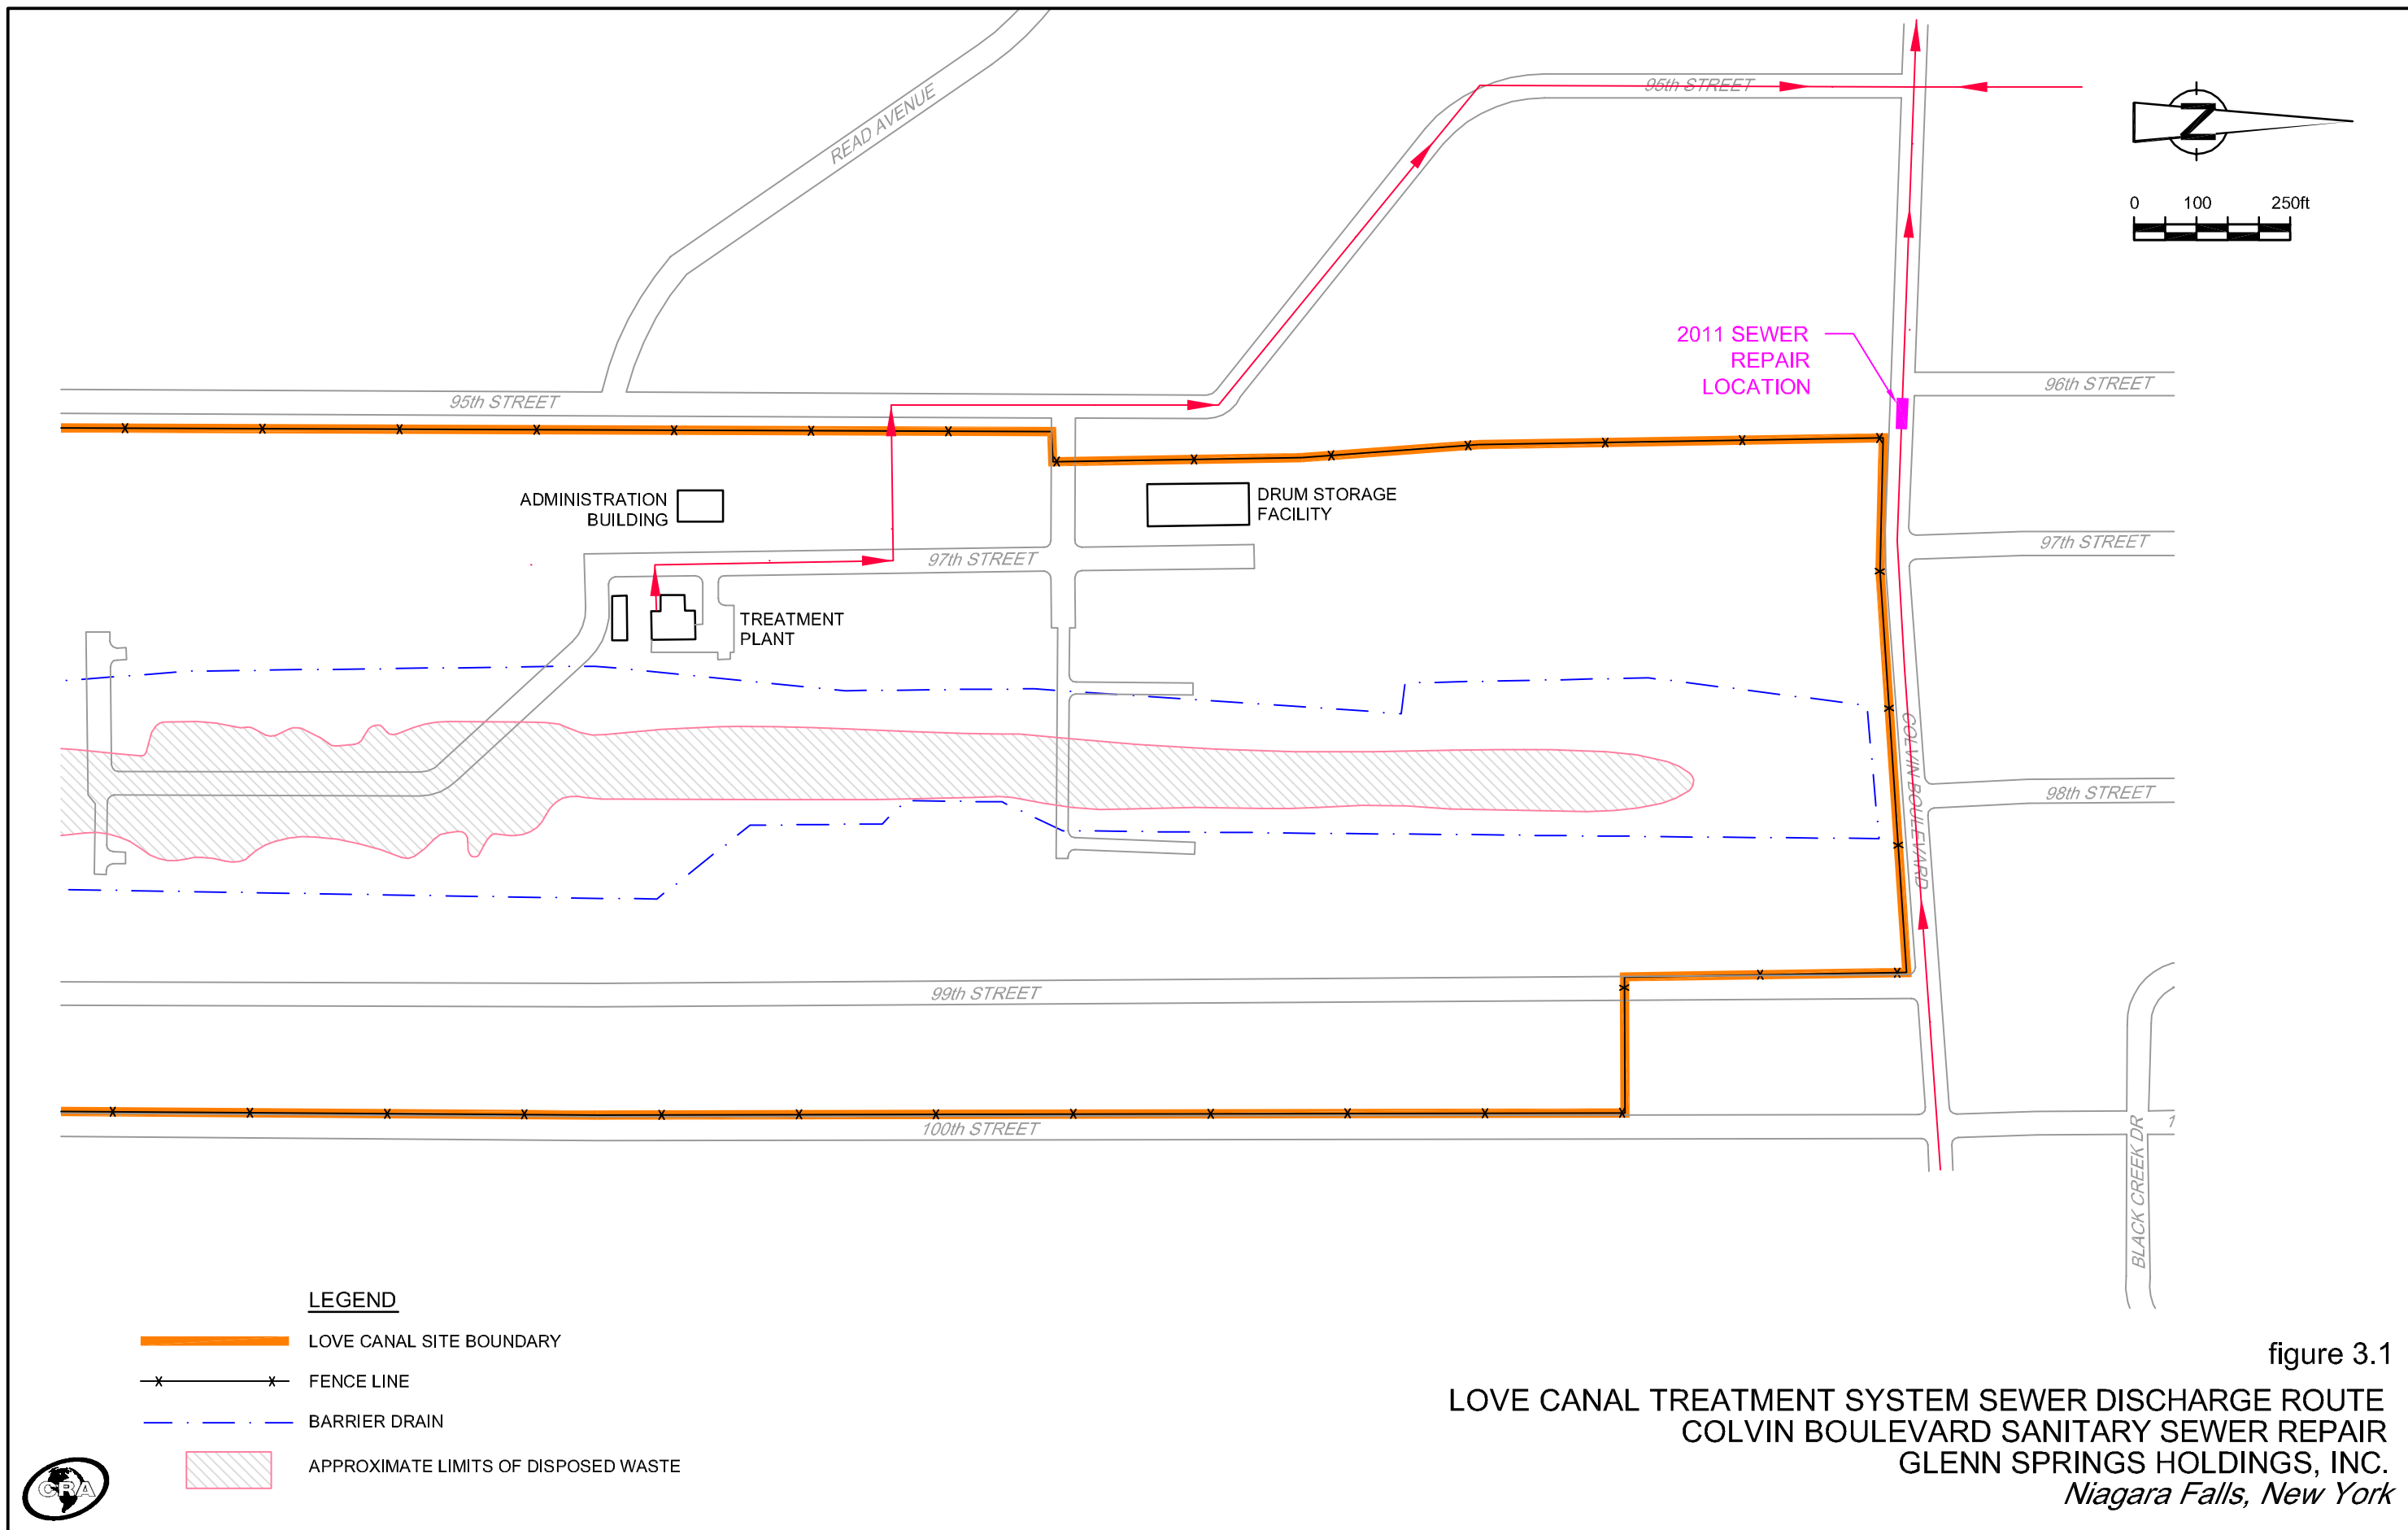 READ AVENUE
95th STREET
N
0 100 250ft
2011 SEWER
REPAIR
LOCATION
96th STREET
95th STREET
ADMINISTRATION
BUILDING
DRUM STORAGE
FACILITY
97th STREET
97th STREET
TREATMENT
PLANT
COLVIN BOULEVARD
98th STREET
99th STREET
100th STREET
1
BLACK CREEK DR
LEGEND
LOVE CANAL SITE BOUNDARY
FENCE LINE
BARRIER DRAIN
APPROXIMATE LIMITS OF DISPOSED WASTE
CRA
figure 3.1
LOVE CANAL TREATMENT SYSTEM SEWER DISCHARGE ROUTE
COLVIN BOULEVARD SANITARY SEWER REPAIR
GLENN SPRINGS HOLDINGS, INC.
Niagara Falls, New York